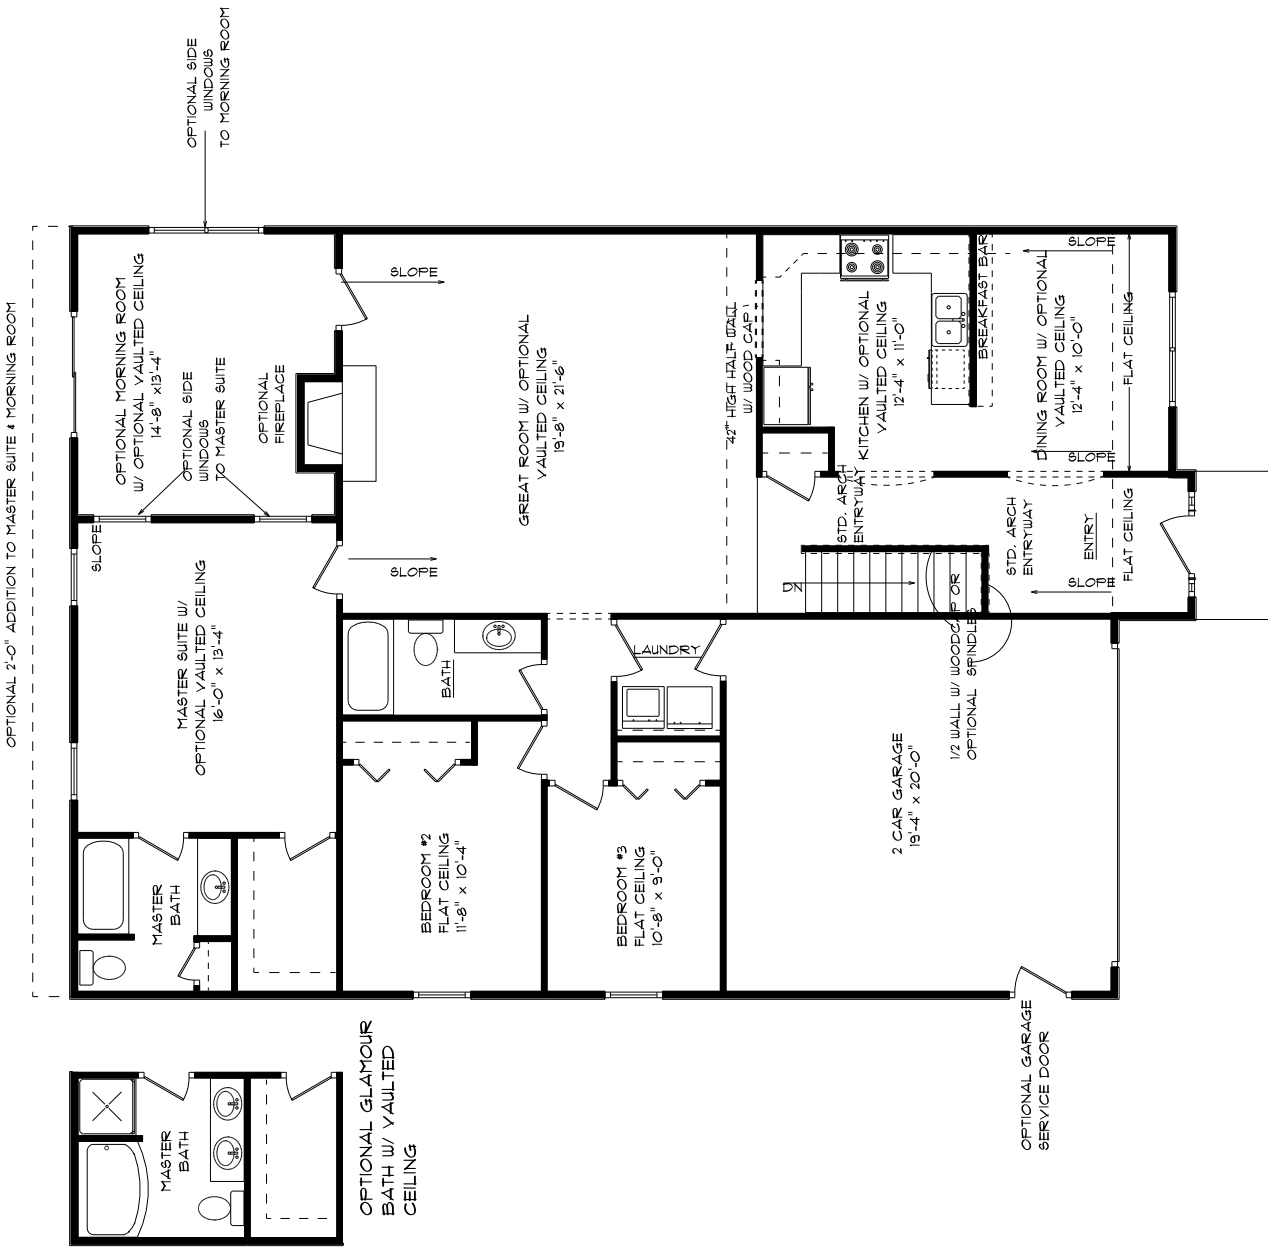 OPTIONAL SIDE
WINDOWS
TO MORNING ROOM
OPTIONAL 2'-0" ADDITION TO MASTER SUITE & MORNING ROOM
OPTIONAL MORNING ROOM
W/ OPTIONAL VAULTED CEILING
14'-8" x13'-4"
OPTIONAL SIDE
WINDOWS
TO MASTER SUITE
OPTIONAL
FIREPLACE
SLOPE
SLOPE
SLOPE
GREAT ROOM W/ OPTIONAL
VAULTED CEILING
19'-8" x 21'-6"
42" HIGH HALF WALL
W/ WOOD CAP
KITCHEN W/ OPTIONAL
VAULTED CEILING
12'-4" x 11'-0"
BREAKFAST BAR
DINING ROOM W/ OPTIONAL
VAULTED CEILING
12'-4" x 10'-0"
SLOPE
FLAT CEILING
SLOPE
STD. ARCH
ENTRYWAY
STD. ARCH
ENTRYWAY
ENTRY
FLAT CEILING
SLOPE
DN
1/2 WALL W/ WOODCAP OR
OPTIONAL SPINDLES
MASTER SUITE W/
OPTIONAL VAULTED CEILING
16'-0" x 13'-4"
BATH
LAUNDRY
2 CAR GARAGE
19'-4" x 20'-0"
MASTER
BATH
BEDROOM #2
FLAT CEILING
11'-8" x 10'-4"
BEDROOM #3
FLAT CEILING
10'-8" x 9'-0"
OPTIONAL GARAGE
SERVICE DOOR
MASTER
BATH
OPTIONAL GLAMOUR
BATH W/ VAULTED
CEILING